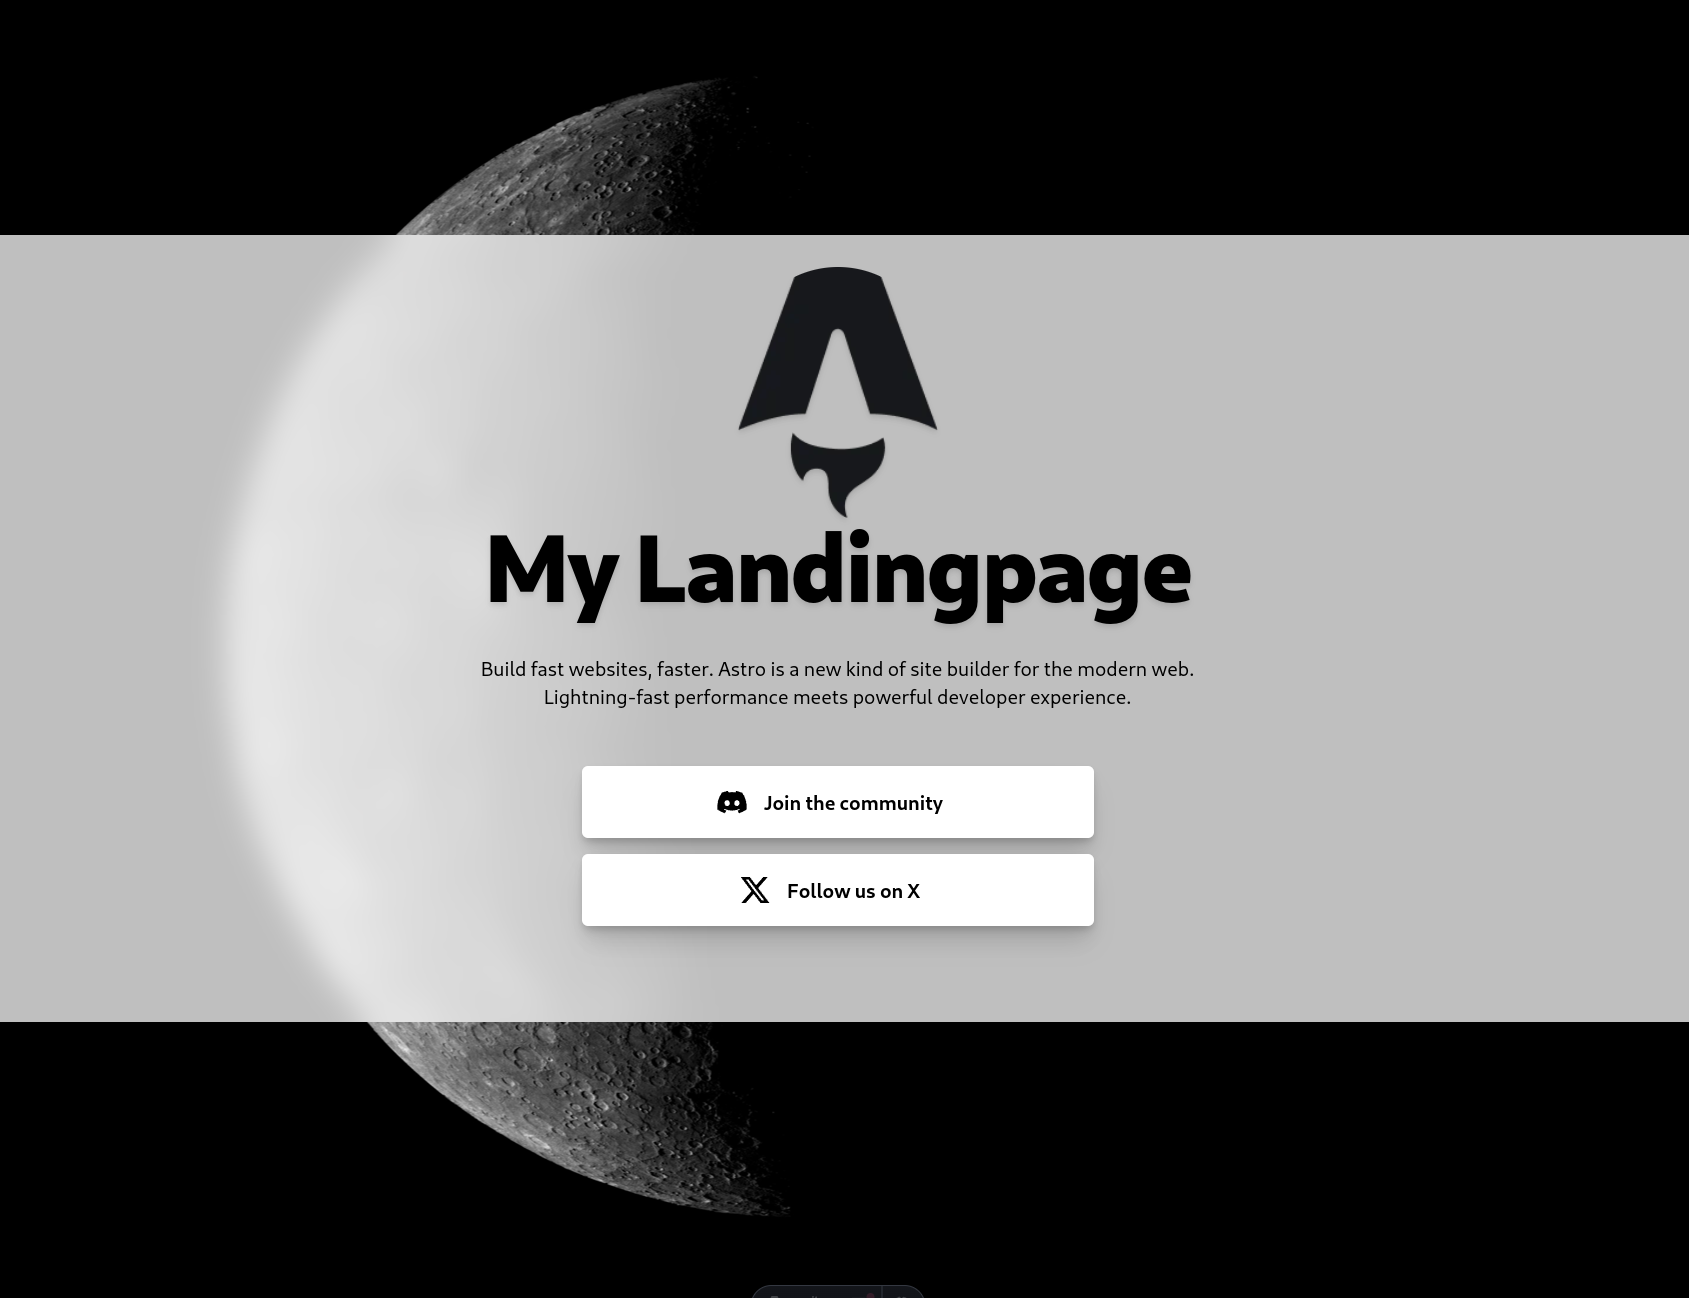 My Landingpage
Build fast websites, faster. Astro is a new kind of site builder for the modern web.
Lightning-fast performance meets powerful developer experience.
Join the community
Follow us on X